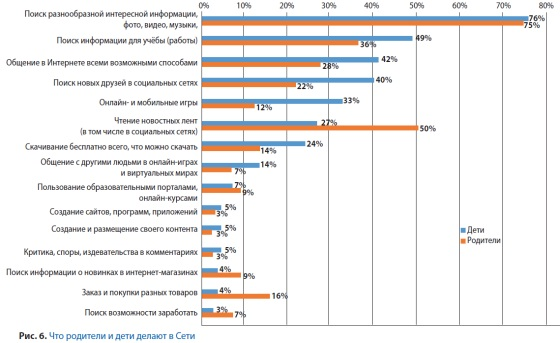 0% 10% 20% 30% 40% 50% 60% 70% 80%
Поиск разнообразной интересной информации,
фото, видео, музыки,
76%
75%
Поиск информации для учёбы (работы)
49%
36%
Общение в Интернете всеми возможными способами
42%
28%
Поиск новых друзей в социальных сетях
40%
22%
Онлайн- и мобильные игры
33%
12%
Чтение новостных лент
(в том числе в социальных сетях)
27%
50%
Скачивание бесплатно всего, что можно скачать
24%
14%
Общение с другими людьми в онлайн-играх
и виртуальных мирах
14%
7%
Пользование образовательными порталами,
онлайн-курсами
7%
9%
Создание сайтов, программ, приложений
5%
3%
Создание и размещение своего контента
5%
3%
Критика, споры, издевательства в комментариях
5%
3%
Поиск информации о новинках в интернет-магазинах
4%
9%
Заказ и покупки разных товаров
4%
16%
Поиск возможности заработать
3%
7%
Дети
Родители
Рис. 6. Что родители и дети делают в Сети